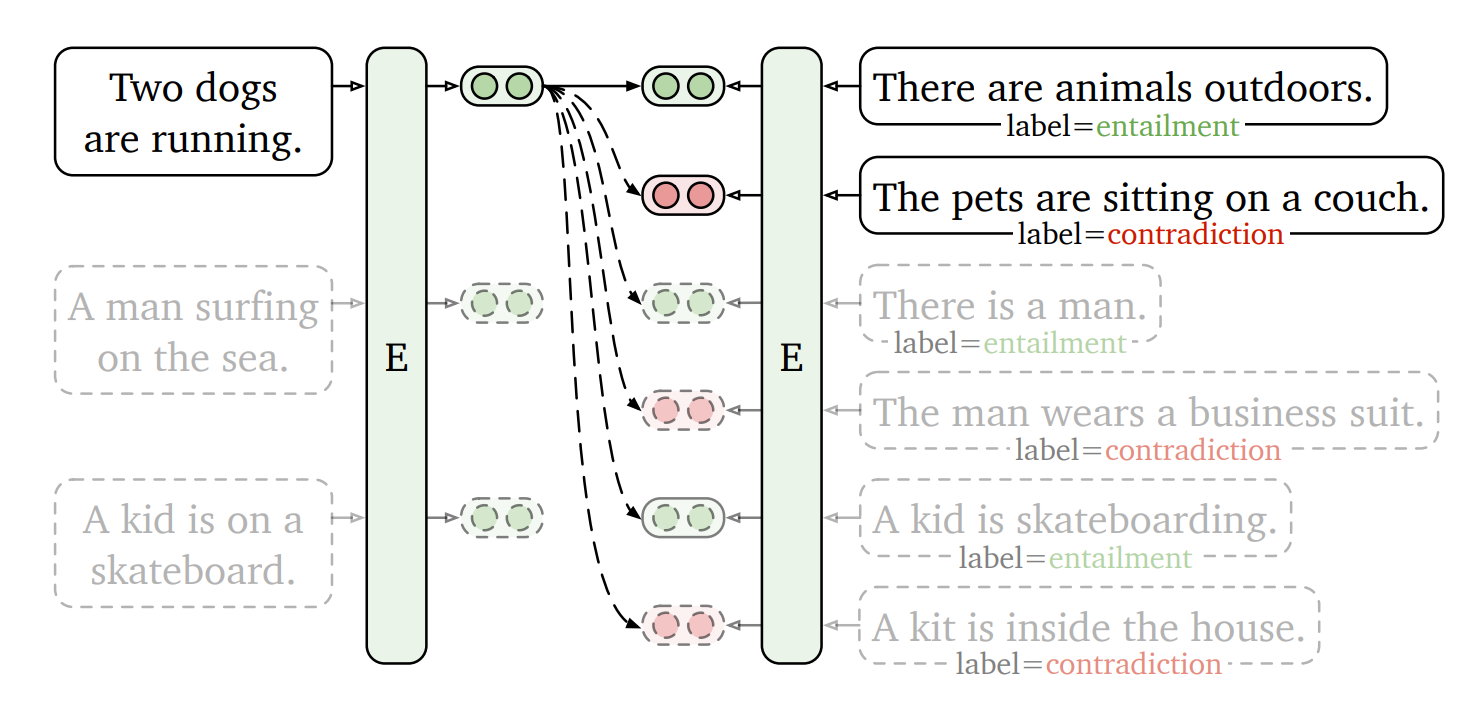 Two dogs
are running.
There are animals outdoors.
label=entailment
The pets are sitting on a couch.
label=contradiction
A man surfing
on the sea.
There is a man.
label=entailment
E
E
The man wears a business suit.
label=contradiction
A kid is on a
skateboard.
A kid is skateboarding.
label=entailment
A kit is inside the house.
label=contradiction